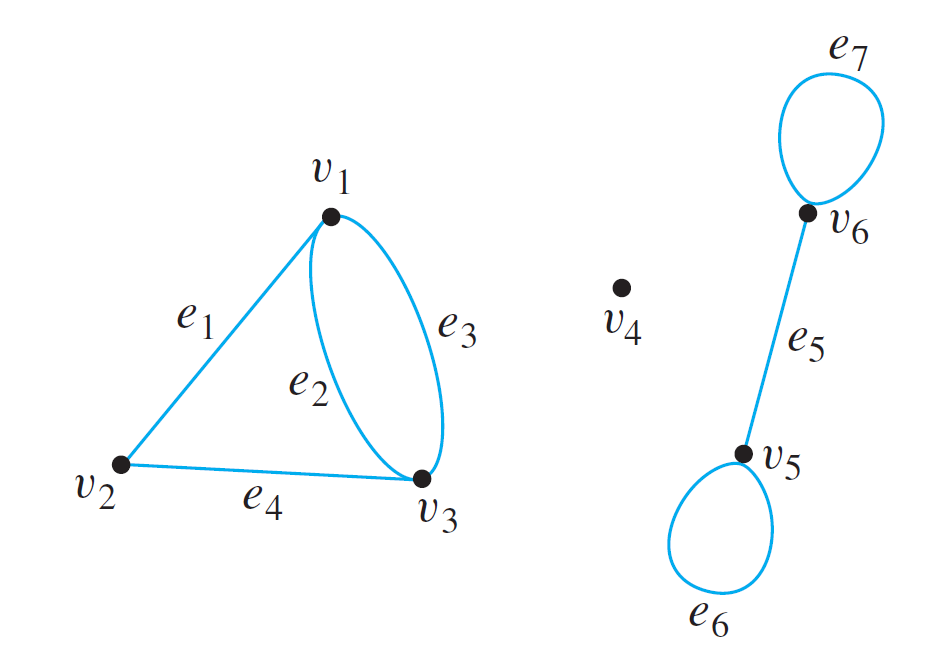 e₇
v₁
v₆
e₁
e₃
v₄
e₅
e₂
v₅
v₂
e₄
v₃
e₆